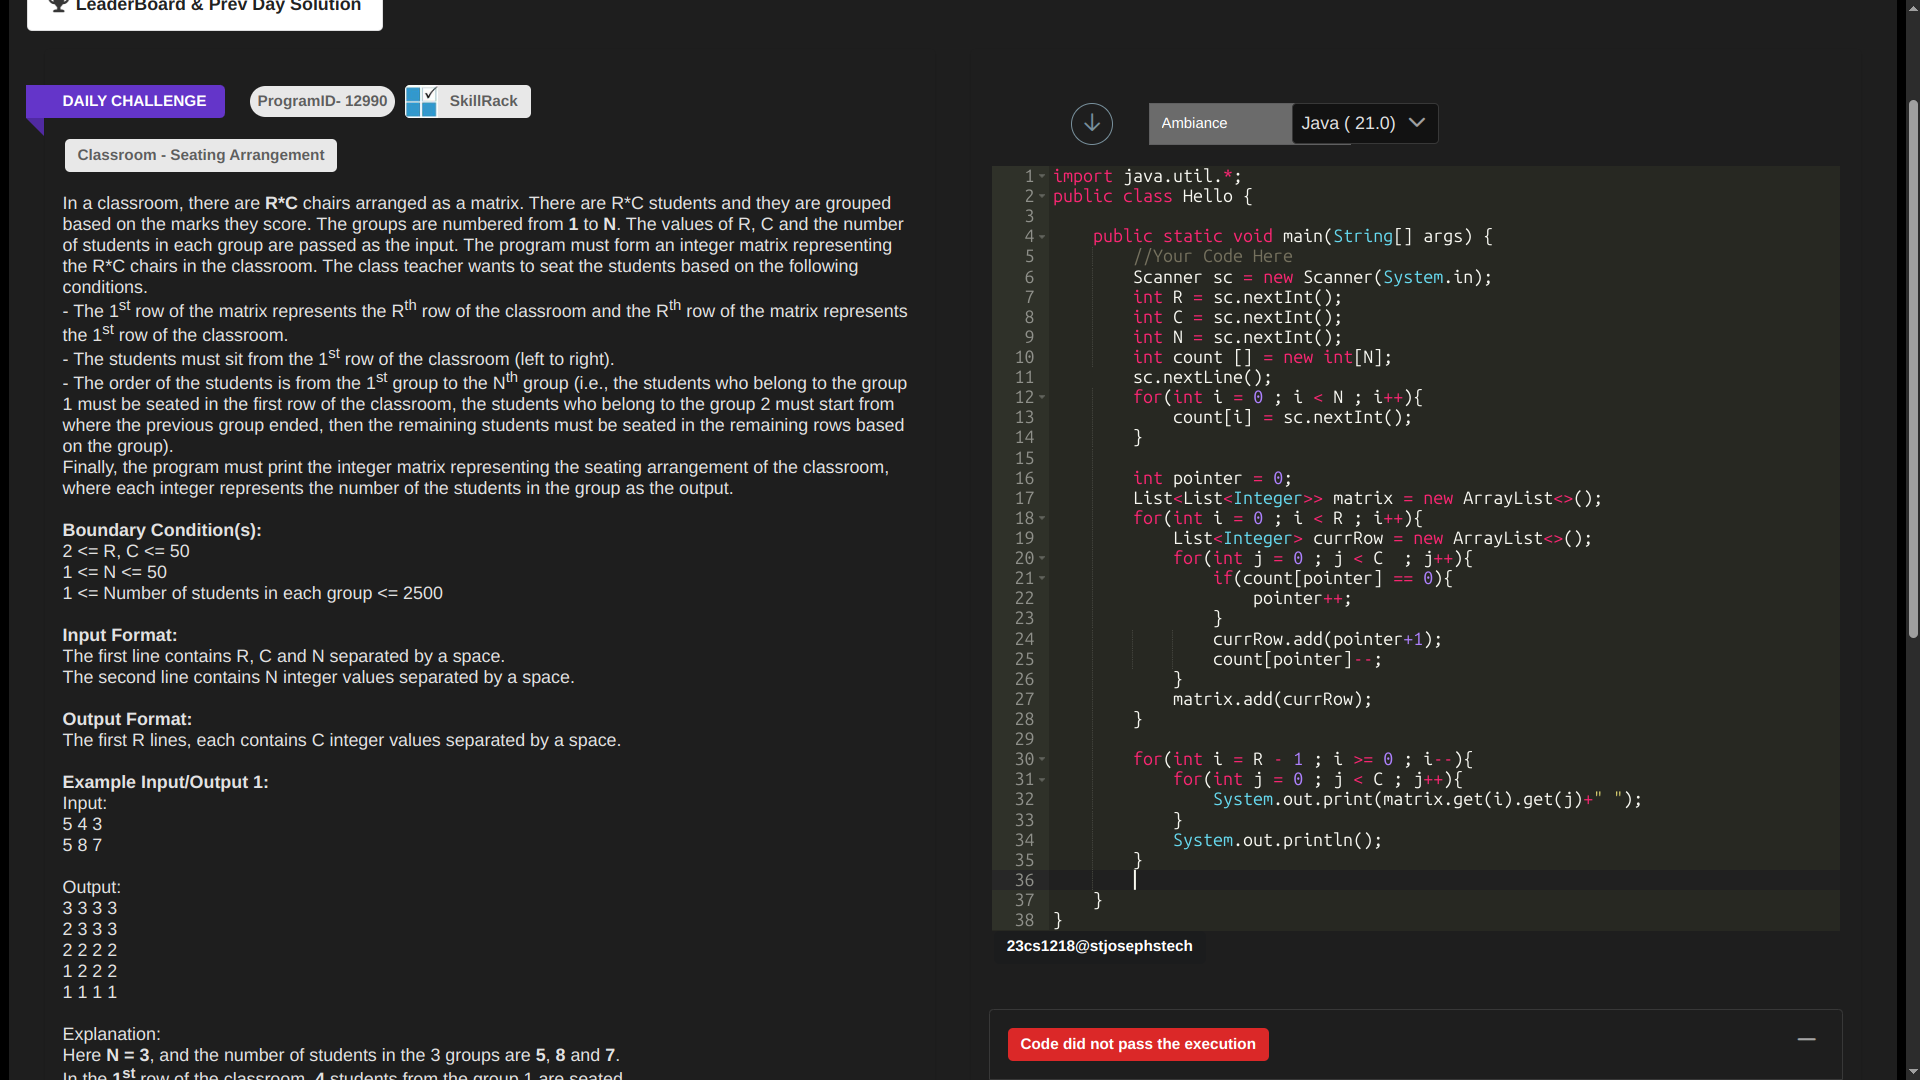 LeaderBoard & Prev Day Solution
DAILY CHALLENGE
ProgramID- 12990
SkillRack
Classroom - Seating Arrangement
In a classroom, there are R*C chairs arranged as a matrix. There are R*C students and they are grouped
based on the marks they score. The groups are numbered from 1 to N. The values of R, C and the number
of students in each group are passed as the input. The program must form an integer matrix representing
the R*C chairs in the classroom. The class teacher wants to seat the students based on the following
conditions.
- The 1st row of the matrix represents the Rth row of the classroom and the Rth row of the matrix represents
the 1st row of the classroom.
- The students must sit from the 1st row of the classroom (left to right).
- The order of the students is from the 1st group to the Nth group (i.e., the students who belong to the group
1 must be seated in the first row of the classroom, the students who belong to the group 2 must start from
where the previous group ended, then the remaining students must be seated in the remaining rows based
on the group).
Finally, the program must print the integer matrix representing the seating arrangement of the classroom,
where each integer represents the number of the students in the group as the output.
Boundary Condition(s):
2 <= R, C <= 50
1 <= N <= 50
1 <= Number of students in each group <= 2500
Input Format:
The first line contains R, C and N separated by a space.
The second line contains N integer values separated by a space.
Output Format:
The first R lines, each contains C integer values separated by a space.
Example Input/Output 1:
Input:
5 4 3
5 8 7
Output:
3 3 3 3
2 3 3 3
2 2 2 2
1 2 2 2
1 1 1 1
Explanation:
Here N = 3, and the number of students in the 3 groups are 5, 8 and 7.
In the 1st row of the classroom, 4 students from the group 1 are seated
Ambiance
Java ( 21.0)
1 import java.util.*;
2 public class Hello {
3
4 public static void main(String[] args) {
5 //Your Code Here
6 Scanner sc = new Scanner(System.in);
7 int R = sc.nextInt();
8 int C = sc.nextInt();
9 int N = sc.nextInt();
10 int count [] = new int[N];
11 sc.nextLine();
12 for(int i = 0 ; i < N ; i++){
13 count[i] = sc.nextInt();
14 }
15
16 int pointer = 0;
17 List<List<Integer>> matrix = new ArrayList<>();
18 for(int i = 0 ; i < R ; i++){
19 List<Integer> currRow = new ArrayList<>();
20 for(int j = 0 ; j < C  ; j++){
21 if(count[pointer] == 0){
22 pointer++;
23 }
24 currRow.add(pointer+1);
25 count[pointer]--;
26 }
27 matrix.add(currRow);
28 }
29
30 for(int i = R - 1 ; i >= 0 ; i--){
31 for(int j = 0 ; j < C ; j++){
32 System.out.print(matrix.get(i).get(j)+" ");
33 }
34 System.out.println();
35 }
36
37 }
38 }
23cs1218@stjosephstech
Code did not pass the execution